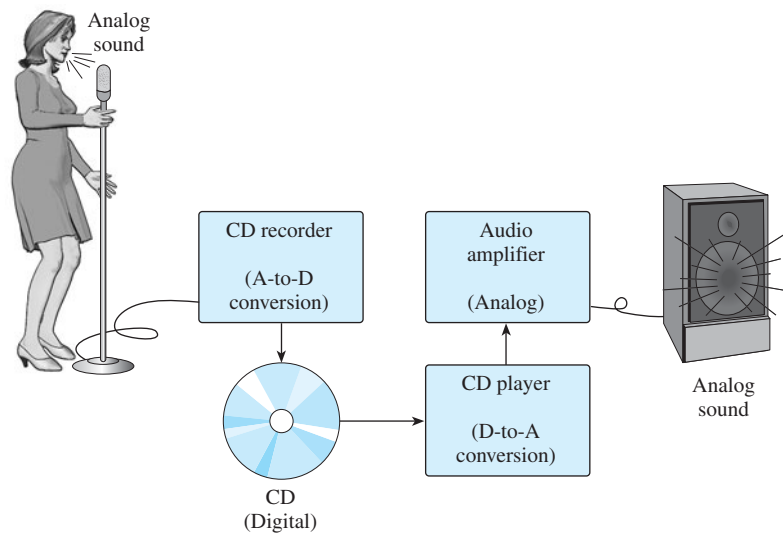 Analog
sound
CD recorder
(A-to-D
conversion)
CD
(Digital)
CD player
(D-to-A
conversion)
Audio
amplifier
(Analog)
Analog
sound